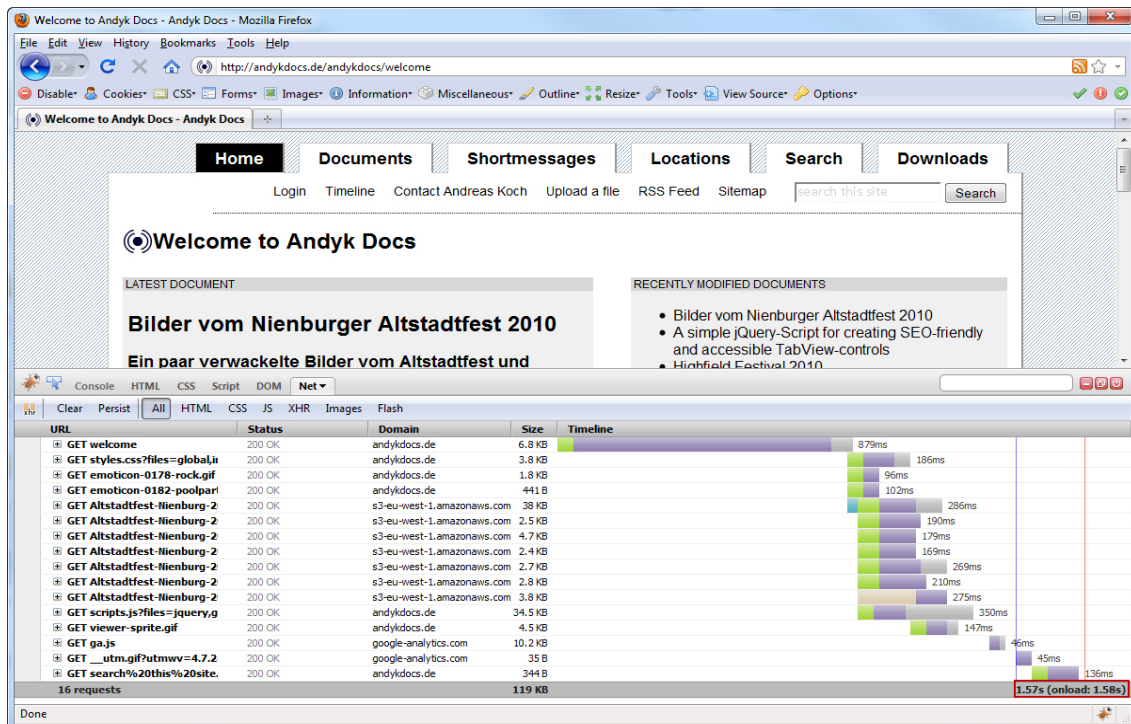 Welcome to Andyk Docs - Andyk Docs - Mozilla Firefox
File Edit View History Bookmarks Tools Help
http://andykdocs.de/andykdocs/welcome
Disable Cookies CSS Forms Images Information Miscellaneous Outline Resize Tools View Source Options
Welcome to Andyk Docs - Andyk Docs
Home Documents Shortmessages Locations Search Downloads
Login Timeline Contact Andreas Koch Upload a file RSS Feed Sitemap search this site Search
Welcome to Andyk Docs
LATEST DOCUMENT
Bilder vom Nienburger Altstadtfest 2010
Ein paar verwackelte Bilder vom Altstadtfest und
RECENTLY MODIFIED DOCUMENTS
Bilder vom Nienburger Altstadtfest 2010
A simple jQuery-Script for creating SEO-friendly
and accessible TabView-controls
Highfield Festival 2010
Console HTML CSS Script DOM Net
xhr Clear Persist All HTML CSS JS XHR Images Flash
URL Status Domain Size Timeline
GET welcome 200 OK andykdocs.de 6.8 KB 879ms
GET styles.css?files=global,ir 200 OK andykdocs.de 3.8 KB 186ms
GET emoticon-0178-rock.gif 200 OK andykdocs.de 1.8 KB 96ms
GET emoticon-0182-poolpart 200 OK andykdocs.de 441 B 102ms
GET Altstadtfest-Nienburg-2 200 OK s3-eu-west-1.amazonaws.com 38 KB 286ms
GET Altstadtfest-Nienburg-2 200 OK s3-eu-west-1.amazonaws.com 2.5 KB 190ms
GET Altstadtfest-Nienburg-2 200 OK s3-eu-west-1.amazonaws.com 4.7 KB 179ms
GET Altstadtfest-Nienburg-2 200 OK s3-eu-west-1.amazonaws.com 2.4 KB 169ms
GET Altstadtfest-Nienburg-2 200 OK s3-eu-west-1.amazonaws.com 2.7 KB 269ms
GET Altstadtfest-Nienburg-2 200 OK s3-eu-west-1.amazonaws.com 2.8 KB 210ms
GET Altstadtfest-Nienburg-2 200 OK s3-eu-west-1.amazonaws.com 3.8 KB 275ms
GET scripts.js?files=jquery,g 200 OK andykdocs.de 34.5 KB 350ms
GET viewer-sprite.gif 200 OK andykdocs.de 4.5 KB 147ms
GET ga.js 200 OK google-analytics.com 10.2 KB 46ms
GET __utm.gif?utmwv=4.7.2 200 OK google-analytics.com 35 B 45ms
GET search%20this%20site. 200 OK andykdocs.de 344 B 136ms
16 requests 119 KB 1.57s (onload: 1.58s)
Done